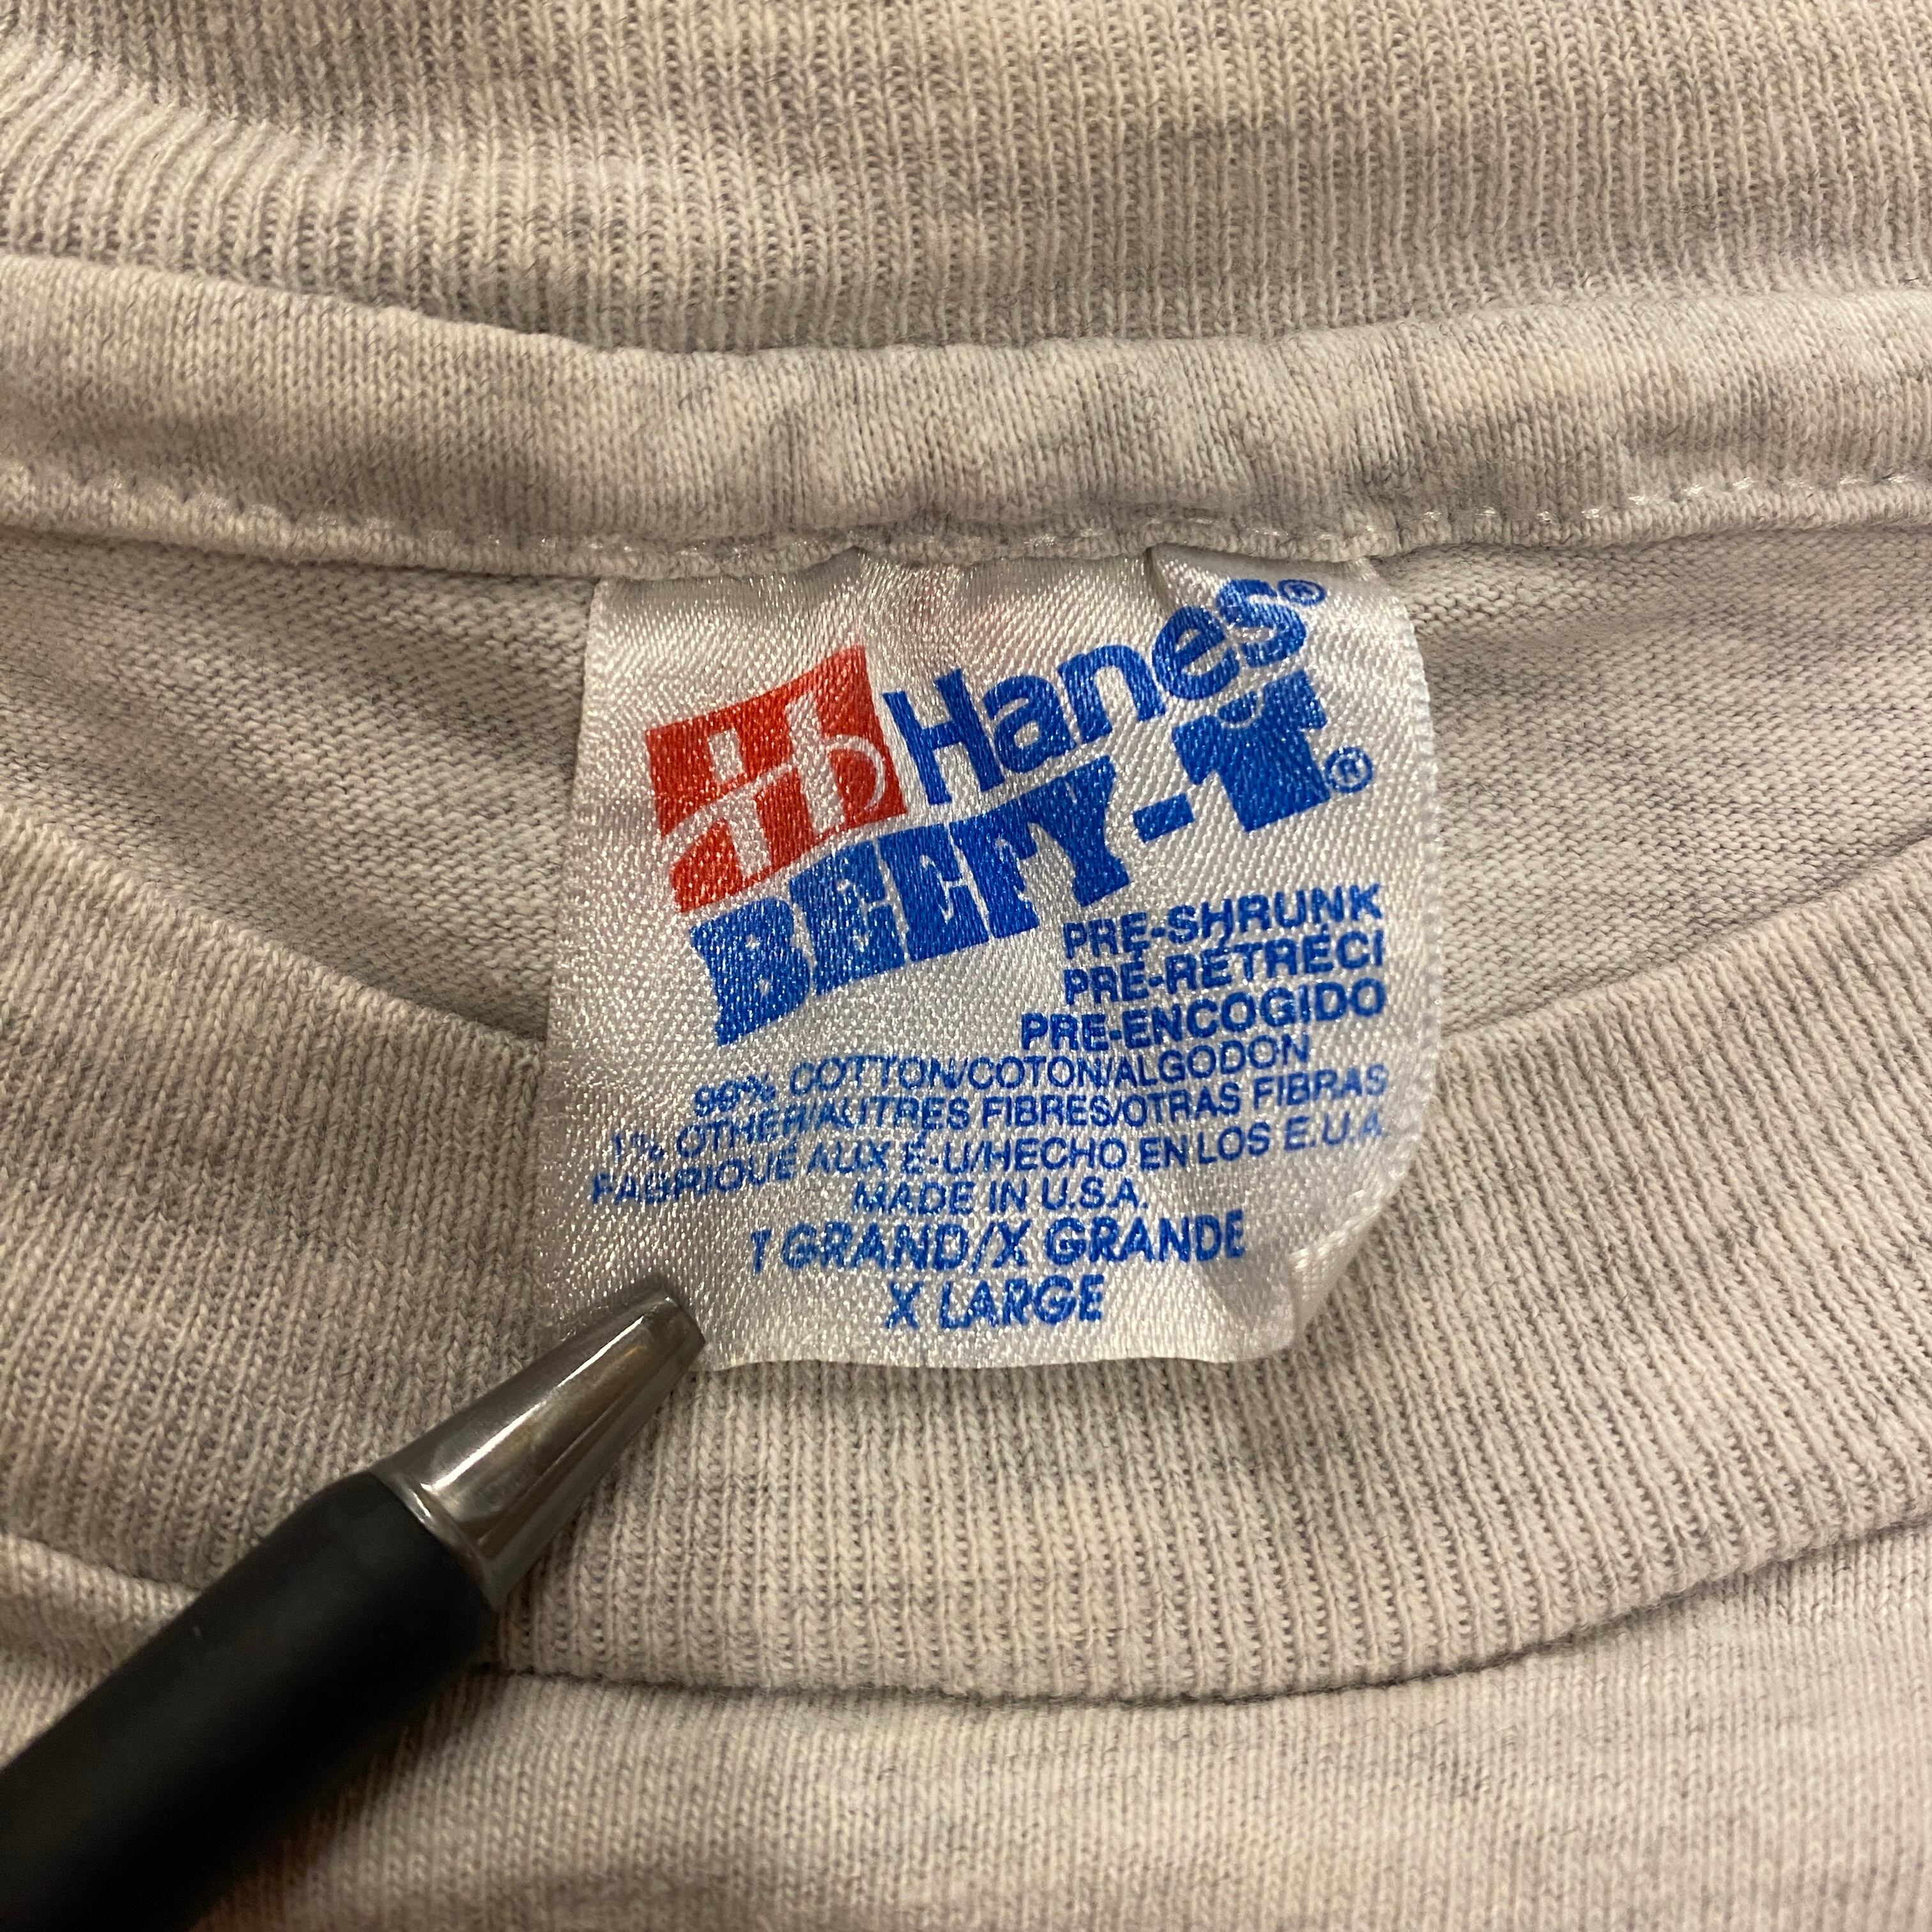 Hanes®
BEEFY-T®
PRE-SHRUNK
PRÉ-RÉTRÉCI
PRE-ENCOGIDO
99% COTTON/COTON/ALGODON
1% OTHER/AUTRES FIBRES/OTRAS FIBRAS
FABRIQUE AUX É-U/HECHO EN LOS E.U.A.
MADE IN U.S.A.
T GRAND/X GRANDE
X LARGE